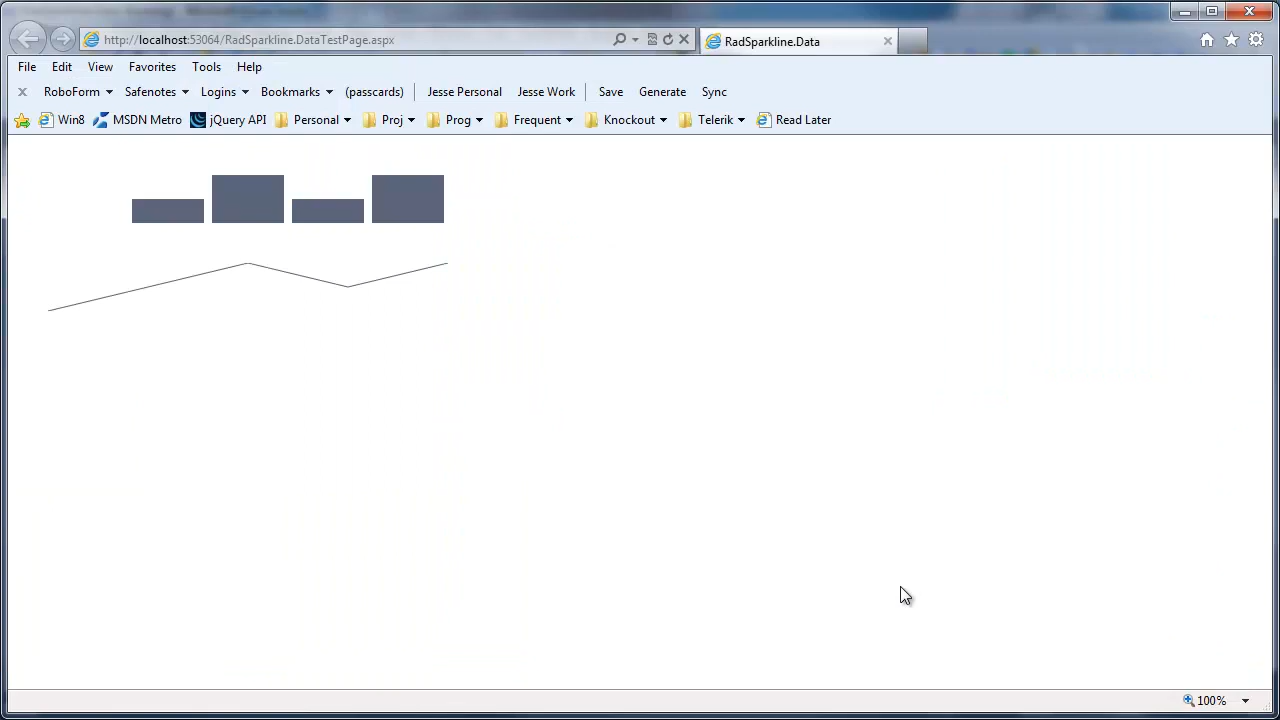 http://localhost:53064/RadSparkline.DataTestPage.aspx RadSparkline.Data
File Edit View Favorites Tools Help
RoboForm Safenotes Logins Bookmarks (passcards) Jesse Personal Jesse Work Save Generate Sync
Win8 MSDN Metro jQuery API Personal Proj Prog Frequent Knockout Telerik Read Later
100%